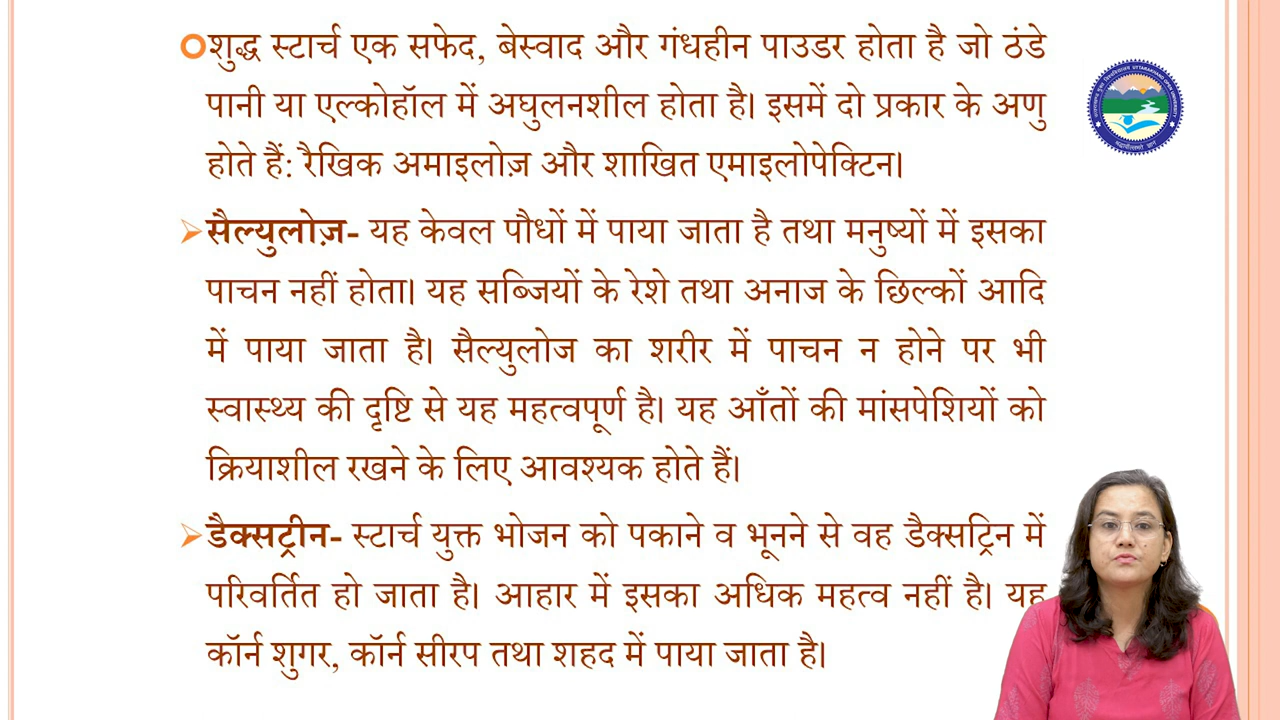 शुद्ध स्टार्च एक सफेद, बेस्वाद और गंधहीन पाउडर होता है जो ठंडे
पानी या एल्कोहॉल में अघुलनशील होता है। इसमें दो प्रकार के अणु
होते हैं: रैखिक अमाइलोज़ और शाखित एमाइलोपेक्टिन।
सैल्युलोज़- यह केवल पौधों में पाया जाता है तथा मनुष्यों में इसका
पाचन नहीं होता। यह सब्जियों के रेशे तथा अनाज के छिल्कों आदि
में पाया जाता है। सैल्युलोज का शरीर में पाचन न होने पर भी
स्वास्थ्य की दृष्टि से यह महत्वपूर्ण है। यह आँतों की मांसपेशियों को
क्रियाशील रखने के लिए आवश्यक होते हैं।
डैक्सट्रीन- स्टार्च युक्त भोजन को पकाने व भूनने से वह डैक्सट्रिन में
परिवर्तित हो जाता है। आहार में इसका अधिक महत्व नहीं है। यह
कॉर्न शुगर, कॉर्न सीरप तथा शहद में पाया जाता है।